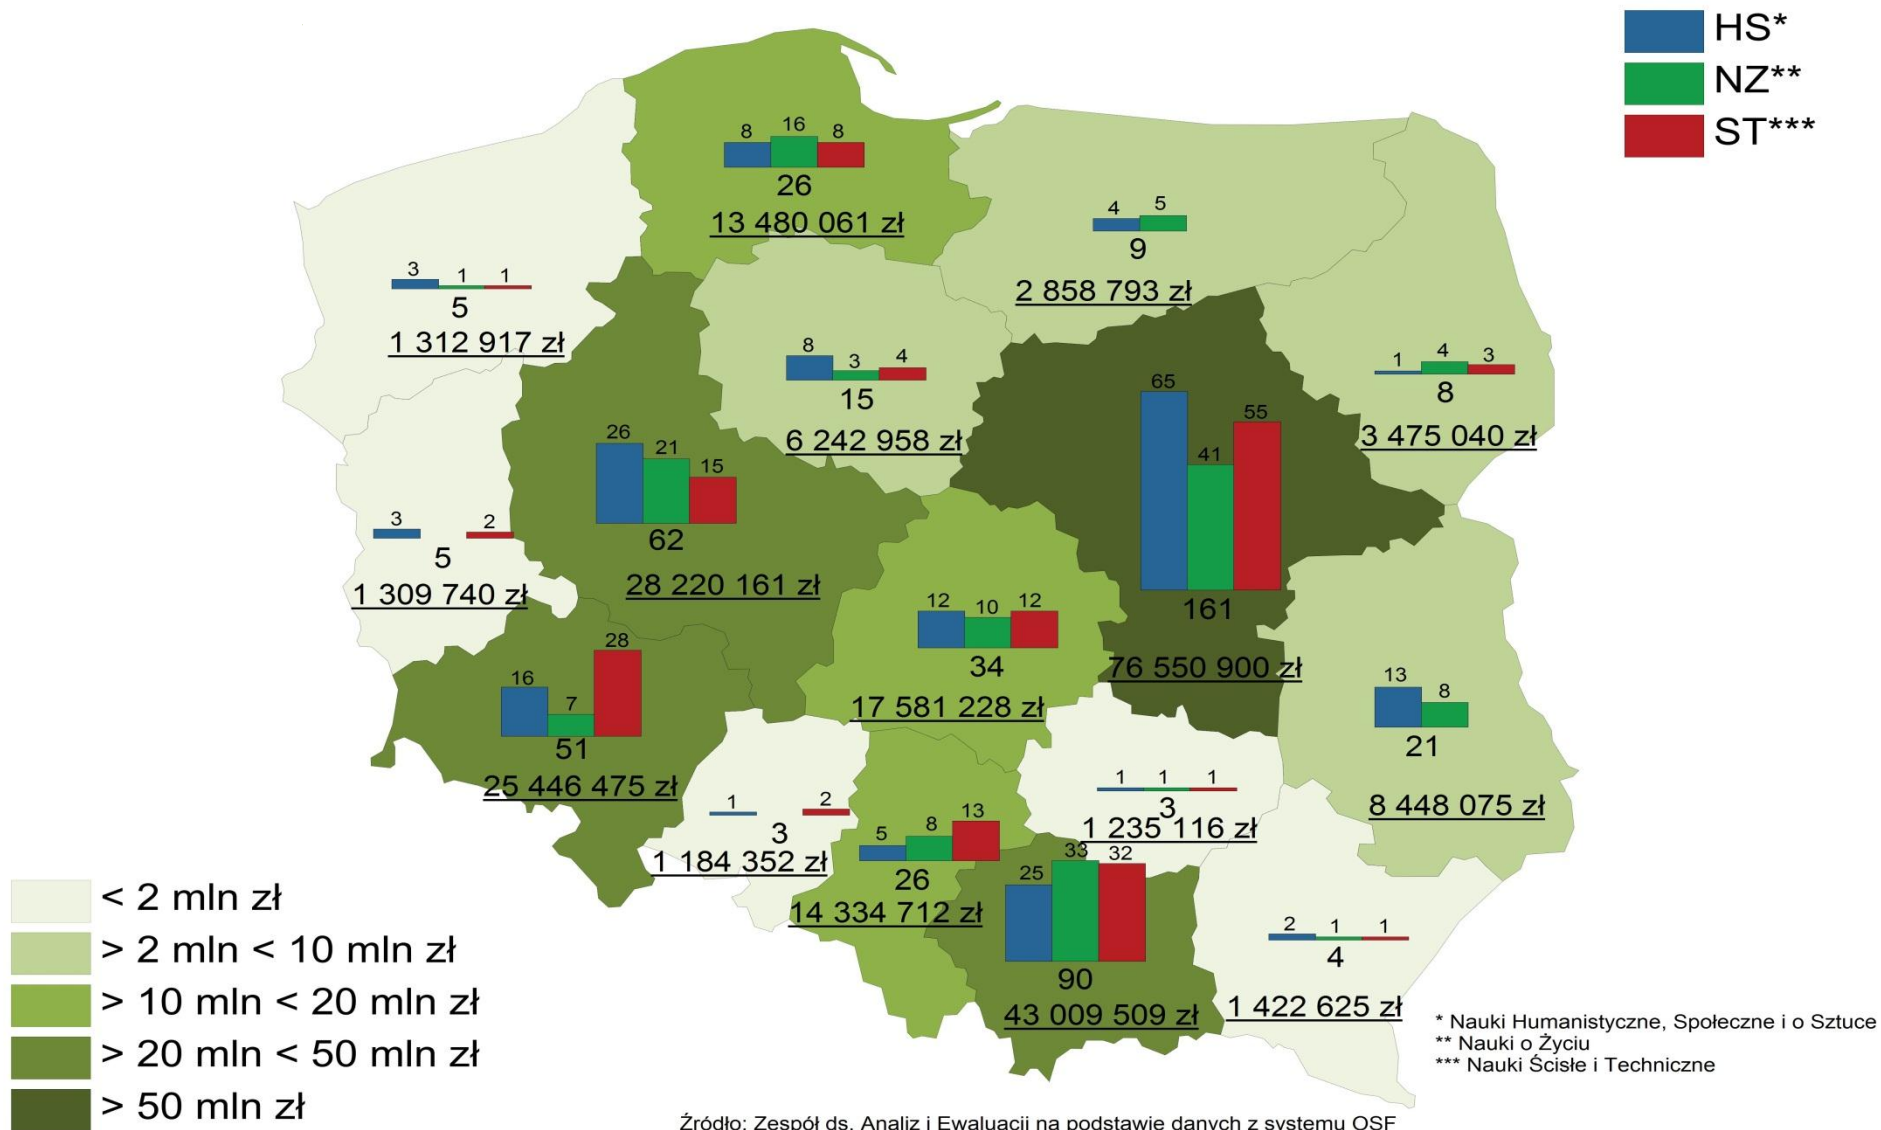 HS*
NZ**
ST***
8 16 8
26
13 480 061 zł
4 5
9
2 858 793 zł
3 1 1
5
1 312 917 zł
8 3 4
15
6 242 958 zł
1 4 3
8
3 475 040 zł
65 41 55
161
76 550 900 zł
26 21 15
62
28 220 161 zł
3 2
5
1 309 740 zł
12 10 12
34
17 581 228 zł
16 7 28
51
25 446 475 zł
13 8
21
8 448 075 zł
1 2
3
1 184 352 zł
5 8 13
26
14 334 712 zł
1 1 1
3
1 235 116 zł
25 33 32
90
43 009 509 zł
2 1 1
4
1 422 625 zł
< 2 mln zł
> 2 mln < 10 mln zł
> 10 mln < 20 mln zł
> 20 mln < 50 mln zł
> 50 mln zł
* Nauki Humanistyczne, Społeczne i o Sztuce
** Nauki o Życiu
*** Nauki Ścisłe i Techniczne
Źródło: Zespół ds. Analiz i Ewaluacji na podstawie danych z systemu OSF